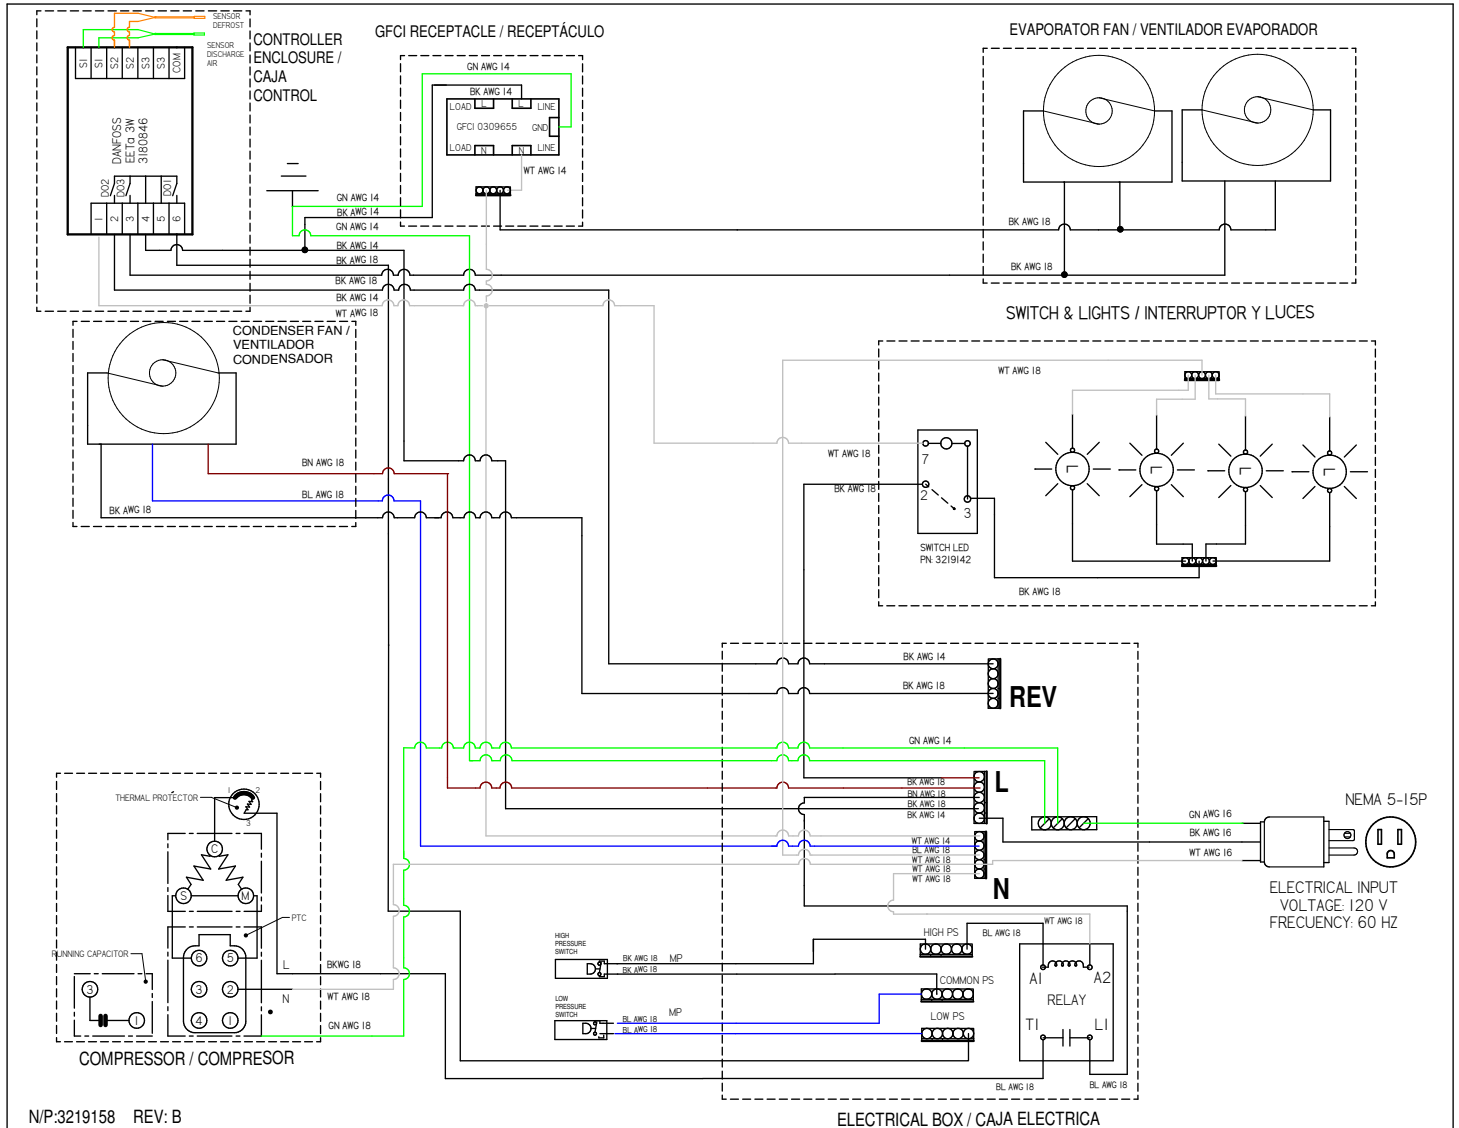 SENSOR
DEFROST
SENSOR
DISCHARGE
AIR
CONTROLLER
ENCLOSURE /
CAJA
CONTROL
S1
S1
S2
S2
S3
S3
COM
DANFOSS
EETa 3W
3180846
DO2
DO3
DO1
1
2
3
4
5
6
GFCI RECEPTACLE / RECEPTÁCULO
GN AWG 14
BK AWG 14
LOAD
L
L
LINE
GFCI 0309655
GND
LOAD
N
N
LINE
WT AWG 14
GN AWG 14
BK AWG 14
GN AWG 14
BK AWG 14
BK AWG 18
BK AWG 18
BK AWG 14
WT AWG 18
EVAPORATOR FAN / VENTILADOR EVAPORADOR
BK AWG 18
BK AWG 18
CONDENSER FAN /
VENTILADOR
CONDENSADOR
BN AWG 18
BL AWG 18
BK AWG 18
SWITCH & LIGHTS / INTERRUPTOR Y LUCES
WT AWG 18
WT AWG 18
BK AWG 18
7
2
3
SWITCH LED
PN: 3219142
L
L
L
L
BK AWG 18
BK AWG 14
BK AWG 18
REV
GN AWG 14
BK AWG 18
BN AWG 18
BK AWG 18
BK AWG 14
L
WT AWG 14
BL AWG 18
WT AWG 18
WT AWG 18
WT AWG 18
N
GN AWG 16
BK AWG 16
WT AWG 16
NEMA 5-15P
ELECTRICAL INPUT
VOLTAGE: 120 V
FRECUENCY: 60 HZ
THERMAL PROTECTOR
1
2
3
C
S
M
PTC
RUNNING CAPACITOR
3
1
6
5
3
2
4
1
L
N
BKWG 18
WT AWG 18
GN AWG 18
COMPRESSOR / COMPRESOR
HIGH
PRESSURE
SWITCH
BK AWG 18
MP
BK AWG 18
LOW
PRESSURE
SWITCH
BL AWG 18
MP
BL AWG 18
HIGH PS
BL AWG 18
WT AWG 18
COMMON PS
LOW PS
A1
A2
RELAY
T1
L1
BL AWG 18
BL AWG 18
N/P:3219158 REV: B
ELECTRICAL BOX / CAJA ELECTRICA